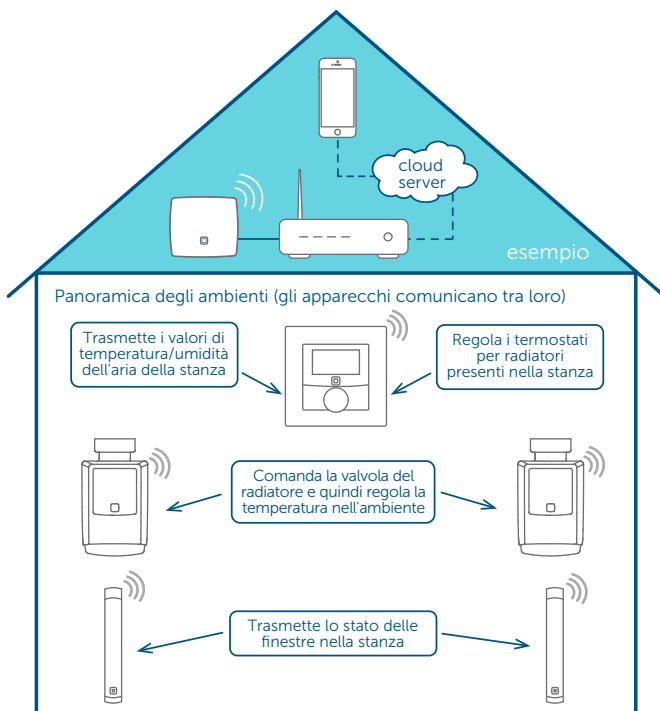 cloud
server
esempio
Panoramica degli ambienti (gli apparecchi comunicano tra loro)
Trasmette i valori di
temperatura/umidità
dell'aria della stanza
Regola i termostati
per radiatori
presenti nella stanza
Comanda la valvola del
radiatore e quindi regola la
temperatura nell'ambiente
Trasmette lo stato delle
finestre nella stanza